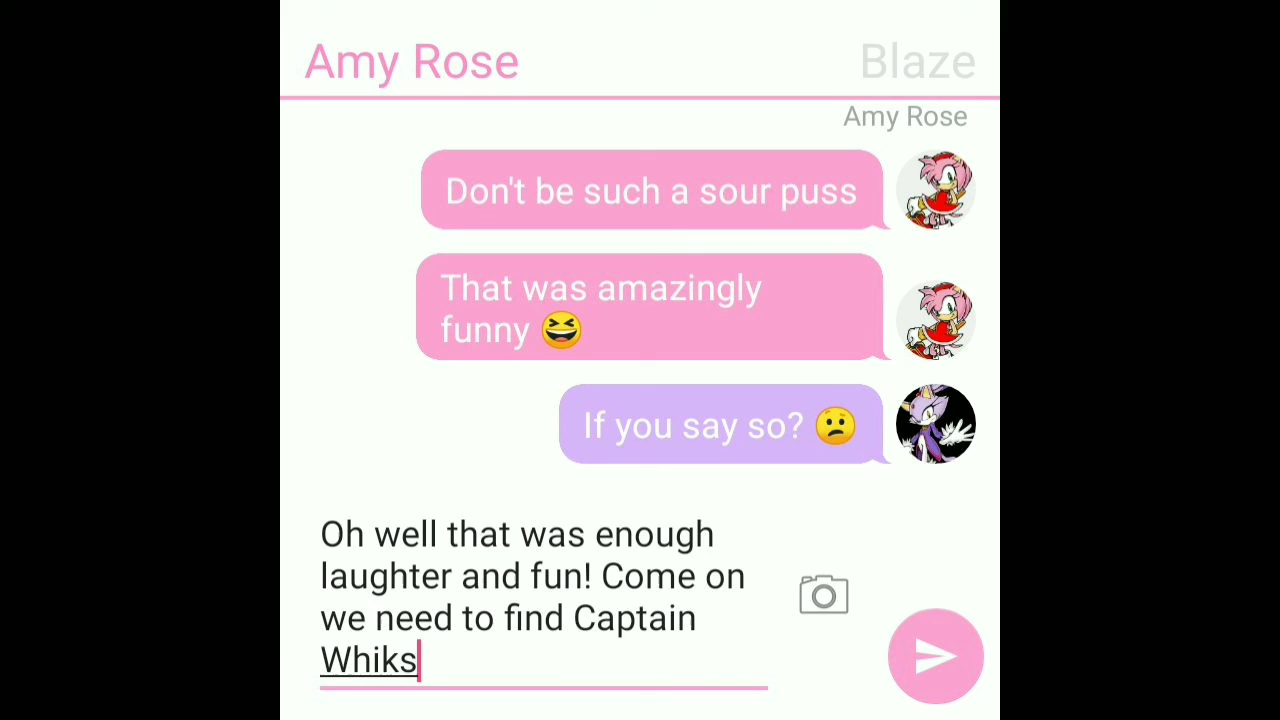 Amy Rose
Blaze
Amy Rose
Don't be such a sour puss
That was amazingly
funny 😆
If you say so? 😕
Oh well that was enough
laughter and fun! Come on
we need to find Captain
Whiks